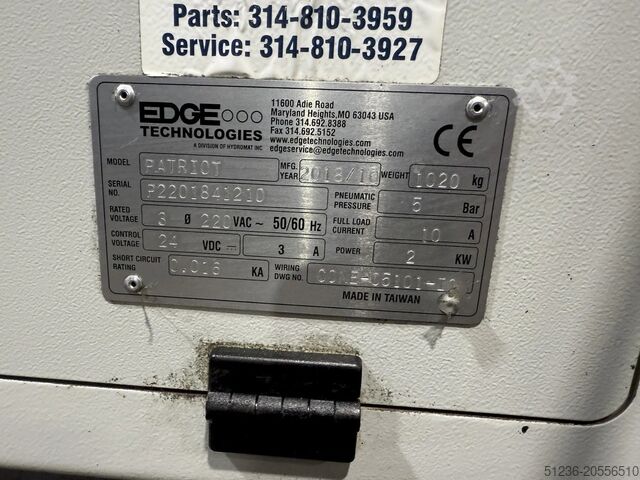 Parts: 314-810-3959
Service: 314-810-3927
EDGE
TECHNOLOGIES
A DIVISION OF HYDROMAT INC
11600 Adie Road
Maryland Heights,MO 63043 USA
Phone 314.692.8388
Fax 314.692.5152
www.edgetechnologies.com
edgeservice@edgetechnologies.com
CE
MODEL PATRIOT MFG. YEAR 2018/10 WEIGHT 1020 kg
SERIAL NO. P2201841210 PNEUMATIC PRESSURE 5 Bar
RATED VOLTAGE 3 Ø 220 VAC ~ 50/60 Hz FULL LOAD CURRENT 10 A
CONTROL VOLTAGE 24 VDC 3 A POWER 2 KW
SHORT CIRCUIT RATING 0.016 KA WIRING DWG NO.
MADE IN TAIWAN
51236-20556510